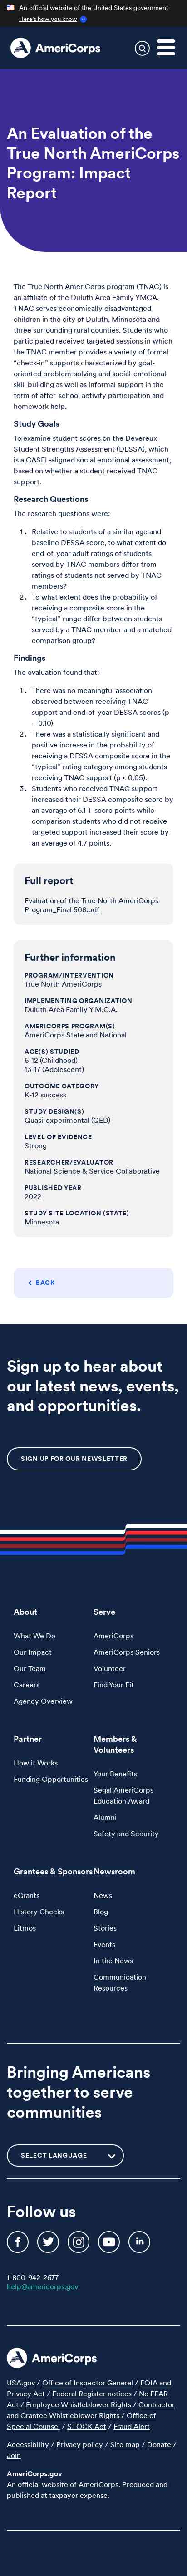 An official website of the United States government
Here's how you know
AmeriCorps
An Evaluation of the
True North AmeriCorps
Program: Impact
Report
The True North AmeriCorps program (TNAC) is
an affiliate of the Duluth Area Family YMCA.
TNAC serves economically disadvantaged
children in the city of Duluth, Minnesota and
three surrounding rural counties. Students who
participated received targeted sessions in which
the TNAC member provides a variety of formal
“check-in” supports characterized by goal-
oriented problem-solving and social-emotional
skill building as well as informal support in the
form of after-school activity participation and
homework help.
Study Goals
To examine student scores on the Devereux
Student Strengths Assessment (DESSA), which
is a CASEL-aligned social emotional assessment,
based on whether a student received TNAC
support.
Research Questions
The research questions were:
1. Relative to students of a similar age and
baseline DESSA score, to what extent do
end-of-year adult ratings of students
served by TNAC members differ from
ratings of students not served by TNAC
members?
2. To what extent does the probability of
receiving a composite score in the
“typical” range differ between students
served by a TNAC member and a matched
comparison group?
Findings
The evaluation found that:
1. There was no meaningful association
observed between receiving TNAC
support and end-of-year DESSA scores (p
= 0.10).
2. There was a statistically significant and
positive increase in the probability of
receiving a DESSA composite score in the
“typical” rating category among students
receiving TNAC support (p < 0.05).
3. Students who received TNAC support
increased their DESSA composite score by
an average of 6.1 T-score points while
comparison students who did not receive
targeted support increased their score by
an average of 4.7 points.
Full report
Evaluation of the True North AmeriCorps
Program_Final 508.pdf
Further information
PROGRAM/INTERVENTION
True North AmeriCorps
IMPLEMENTING ORGANIZATION
Duluth Area Family Y.M.C.A.
AMERICORPS PROGRAM(S)
AmeriCorps State and National
AGE(S) STUDIED
6-12 (Childhood)
13-17 (Adolescent)
OUTCOME CATEGORY
K-12 success
STUDY DESIGN(S)
Quasi-experimental (QED)
LEVEL OF EVIDENCE
Strong
RESEARCHER/EVALUATOR
National Science & Service Collaborative
PUBLISHED YEAR
2022
STUDY SITE LOCATION (STATE)
Minnesota
BACK
Sign up to hear about
our latest news, events,
and opportunities.
SIGN UP FOR OUR NEWSLETTER
About
What We Do
Our Impact
Our Team
Careers
Agency Overview
Serve
AmeriCorps
AmeriCorps Seniors
Volunteer
Find Your Fit
Partner
How it Works
Funding Opportunities
Members &
Volunteers
Your Benefits
Segal AmeriCorps
Education Award
Alumni
Safety and Security
Grantees & Sponsors
eGrants
History Checks
Litmos
Newsroom
News
Blog
Stories
Events
In the News
Communication
Resources
Bringing Americans
together to serve
communities
SELECT LANGUAGE
Follow us
1-800-942-2677
help@americorps.gov
AmeriCorps
USA.gov / Office of Inspector General / FOIA and
Privacy Act / Federal Register notices / No FEAR
Act / Employee Whistleblower Rights / Contractor
and Grantee Whistleblower Rights / Office of
Special Counsel / STOCK Act / Fraud Alert
Accessibility / Privacy policy / Site map / Donate /
Join
AmeriCorps.gov
An official website of AmeriCorps. Produced and
published at taxpayer expense.